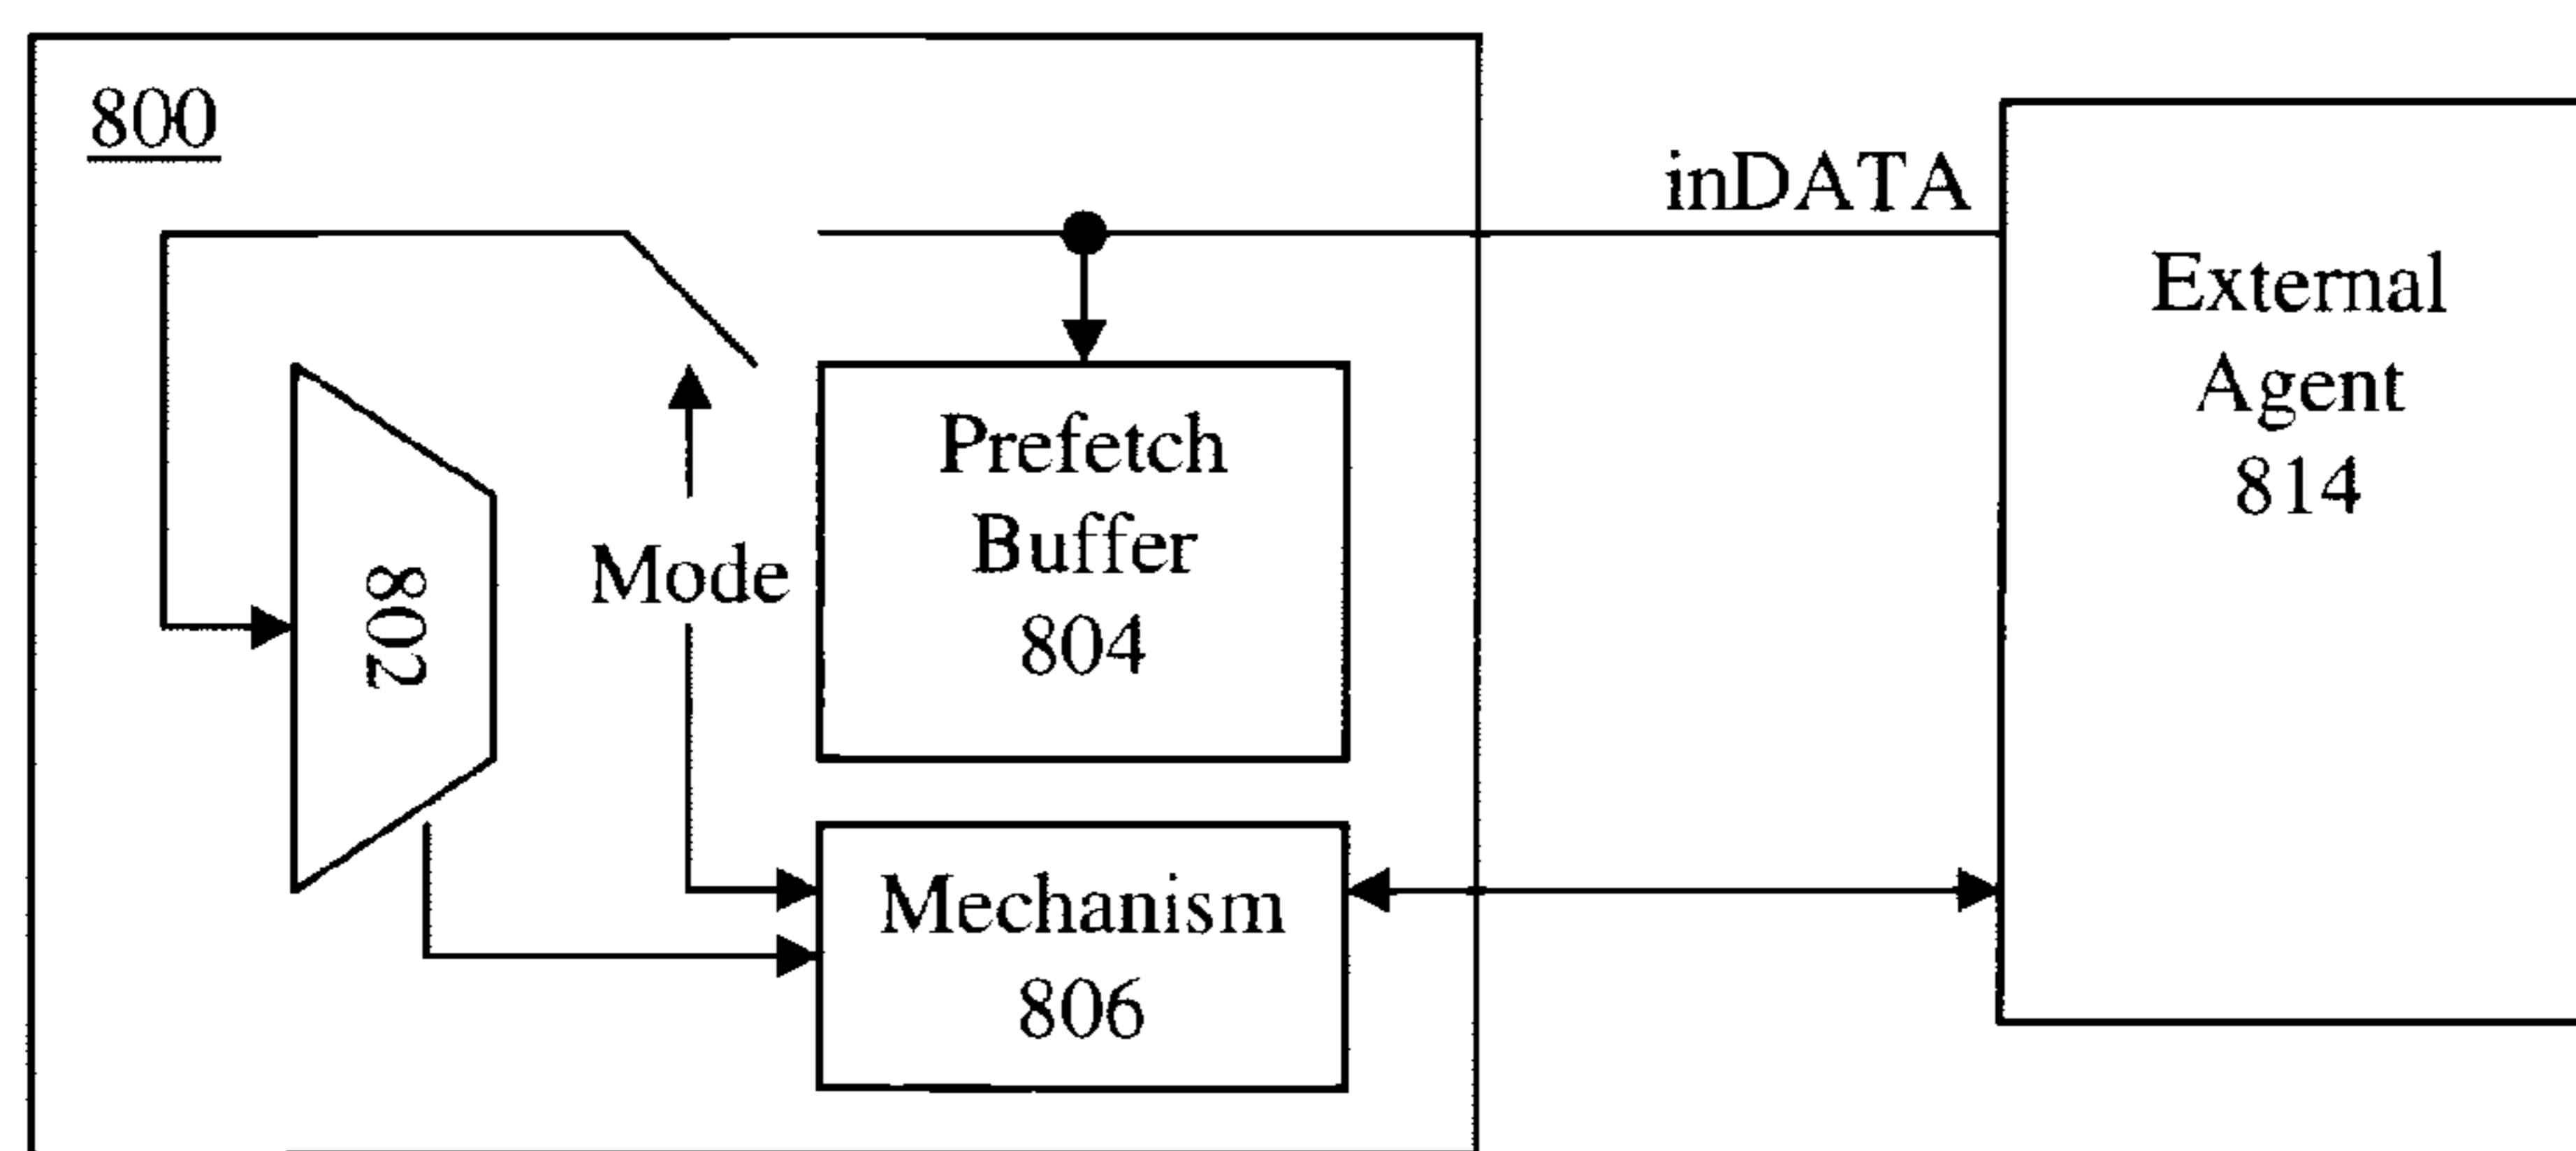 800
inDATA
External
Agent
814
Prefetch
Buffer
804
802
Mode
Mechanism
806